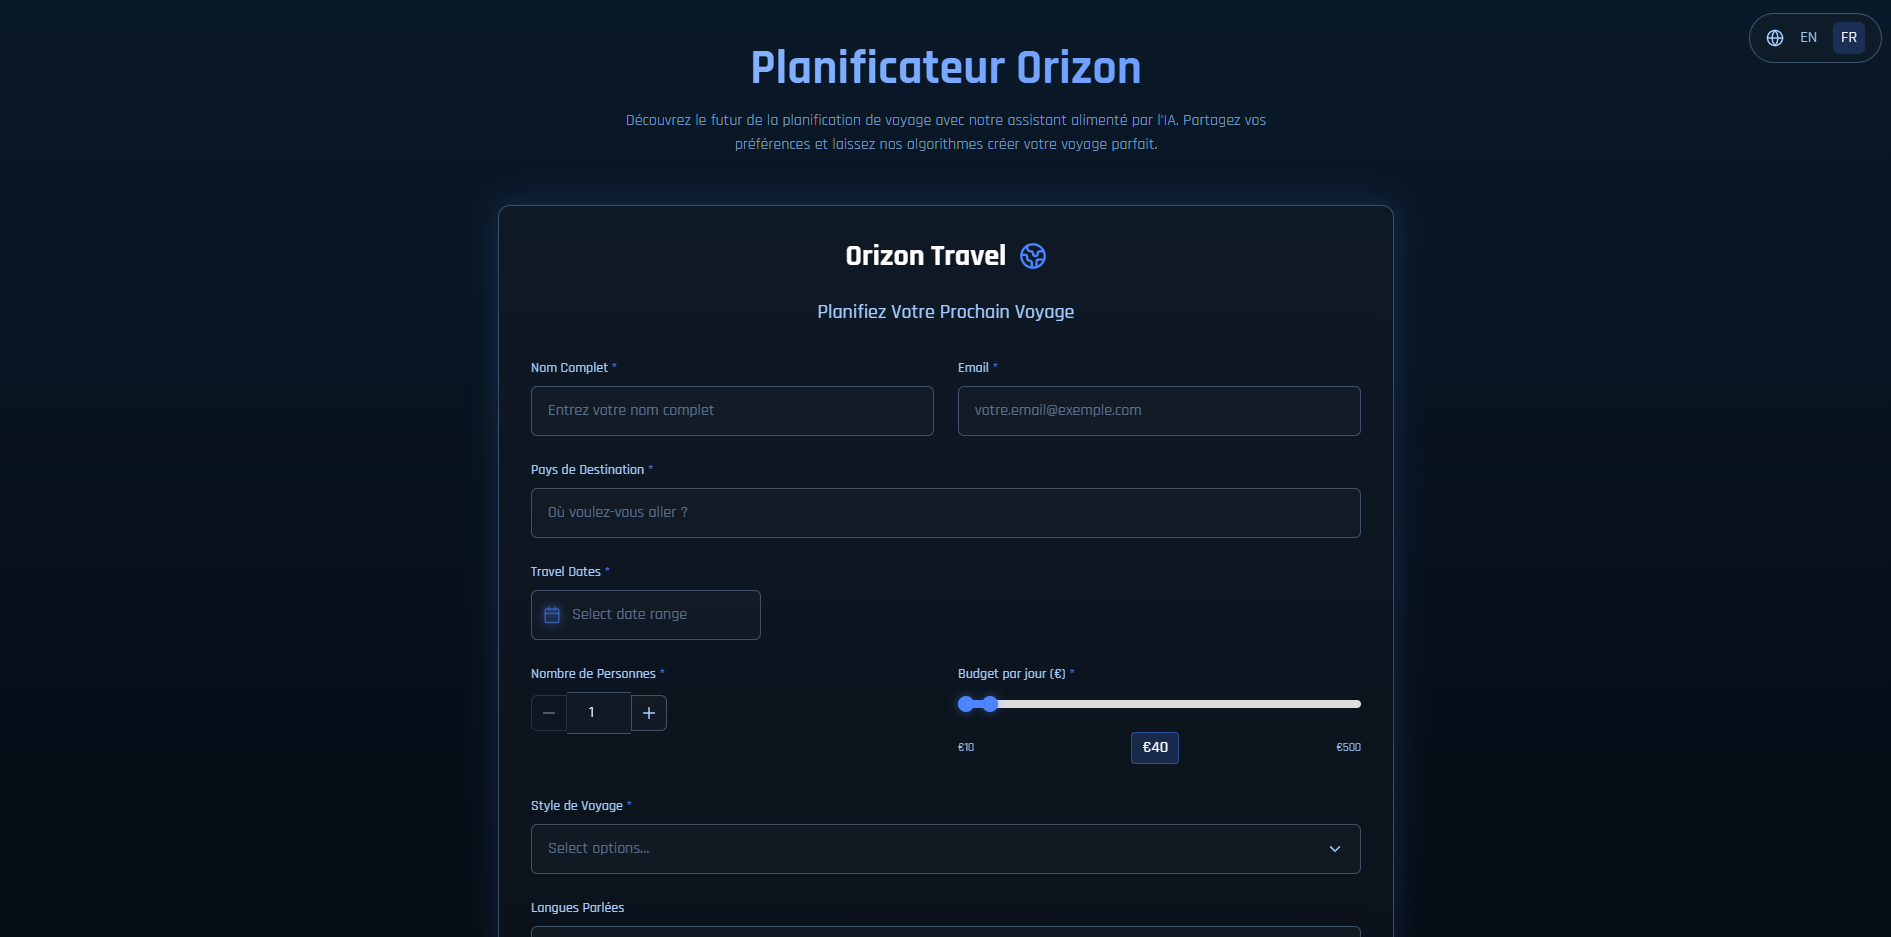 EN FR
Planificateur Orizon
Découvrez le futur de la planification de voyage avec notre assistant alimenté par l'IA. Partagez vos
préférences et laissez nos algorithmes créer votre voyage parfait.
Orizon Travel
Planifiez Votre Prochain Voyage
Nom Complet *
Entrez votre nom complet
Email *
votre.email@exemple.com
Pays de Destination *
Où voulez-vous aller ?
Travel Dates *
Select date range
Nombre de Personnes *
1
Budget par jour (€) *
€10 €40 €500
Style de Voyage *
Select options...
Langues Parlées